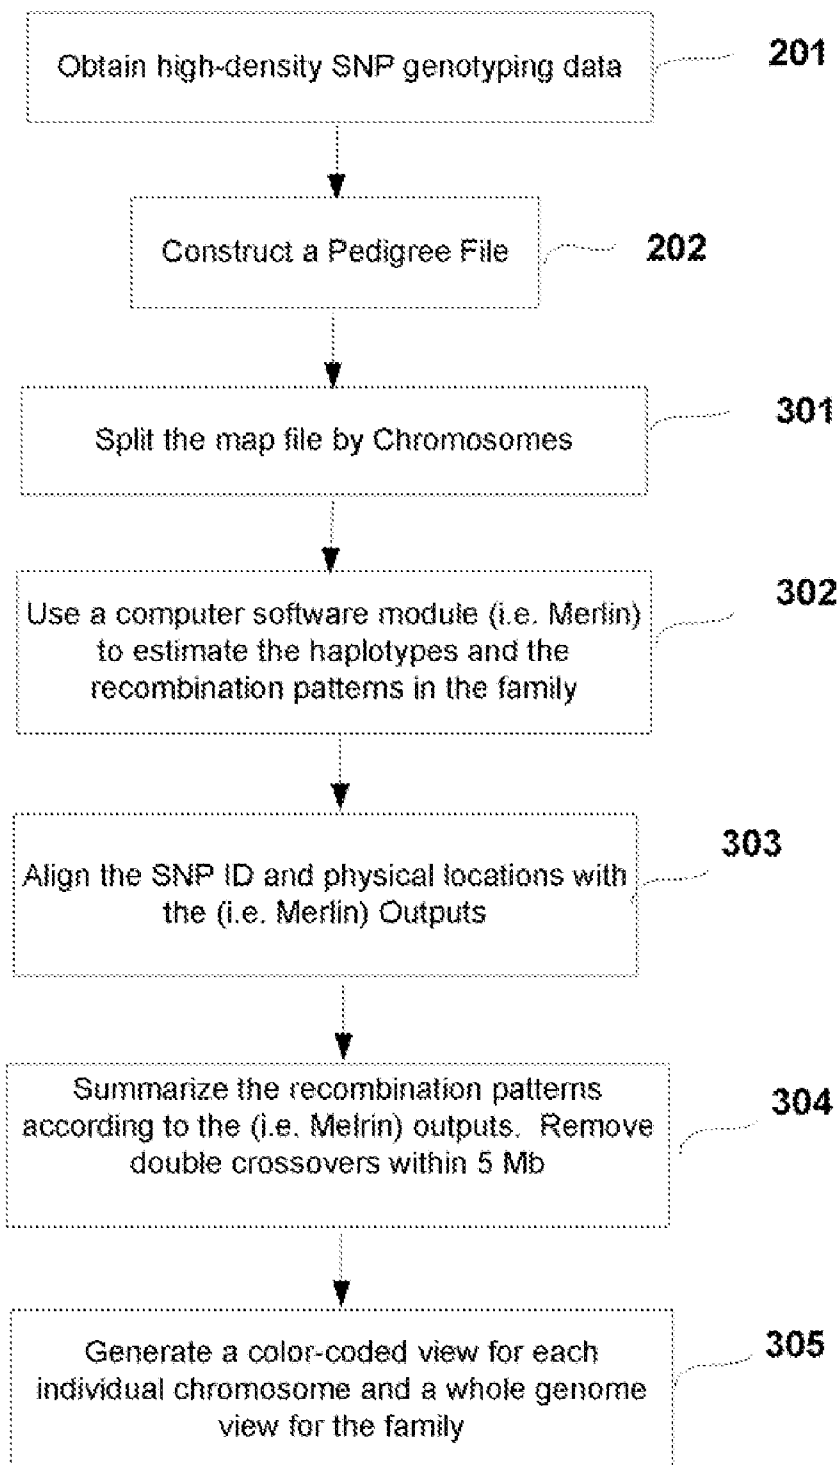 Obtain high-density SNP genotyping data
201
Construct a Pedigree File
202
Split the map file by Chromosomes
301
Use a computer software module (i.e. Merlin)
to estimate the haplotypes and the
recombination patterns in the family
302
Align the SNP ID and physical locations with
the (i.e. Merlin) Outputs
303
Summarize the recombination patterns
according to the (i.e. Melrin) outputs.  Remove
double crossovers within 5 Mb
304
Generate a color-coded view for each
individual chromosome and a whole genome
view for the family
305